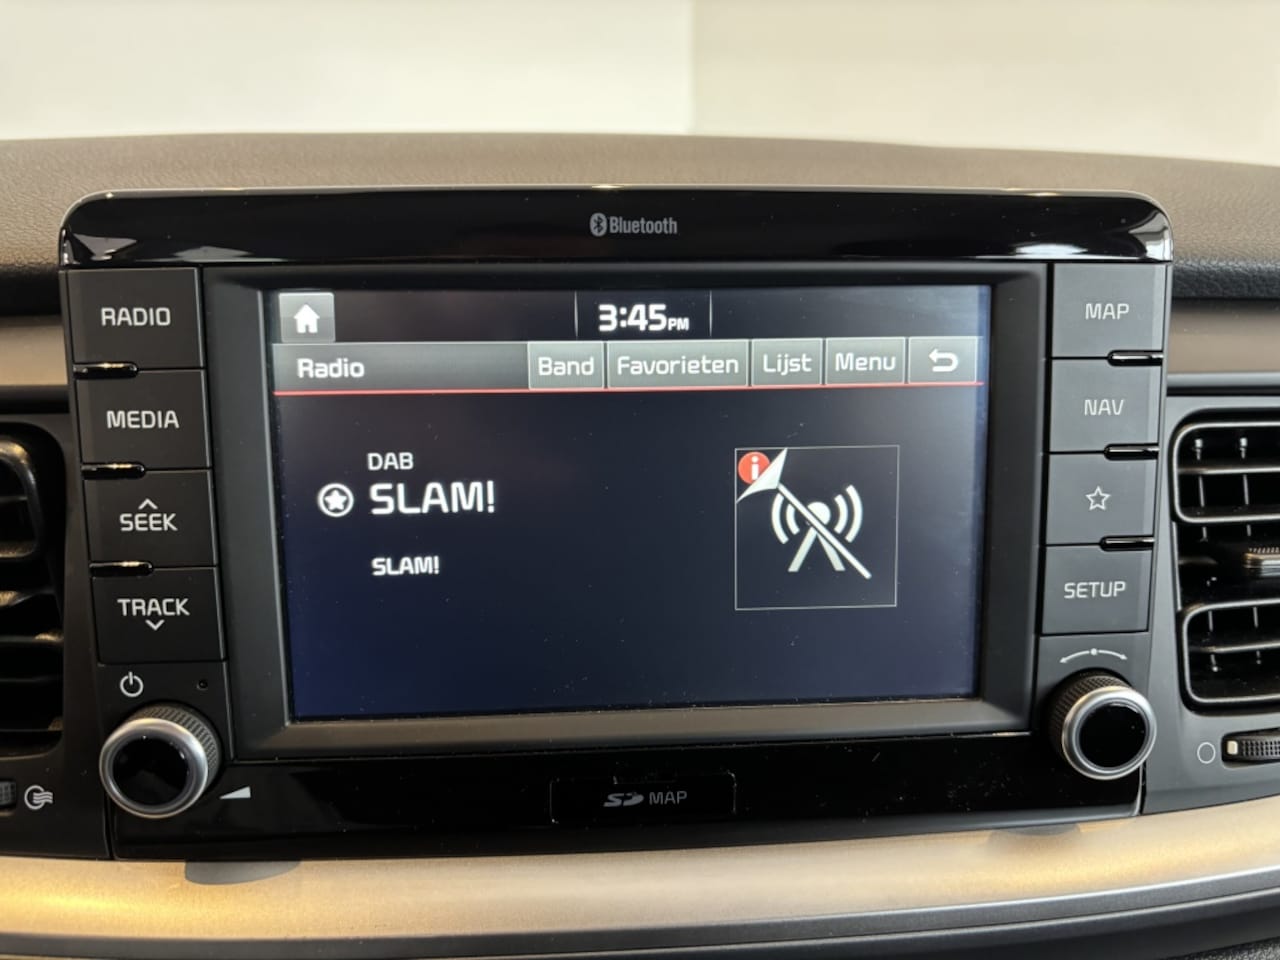 Bluetooth
RADIO
MEDIA
SEEK
TRACK
3:45PM
Radio
Band
Favorieten
Lijst
Menu
DAB
SLAM!
SLAM!
i
MAP
NAV
SETUP
SD MAP